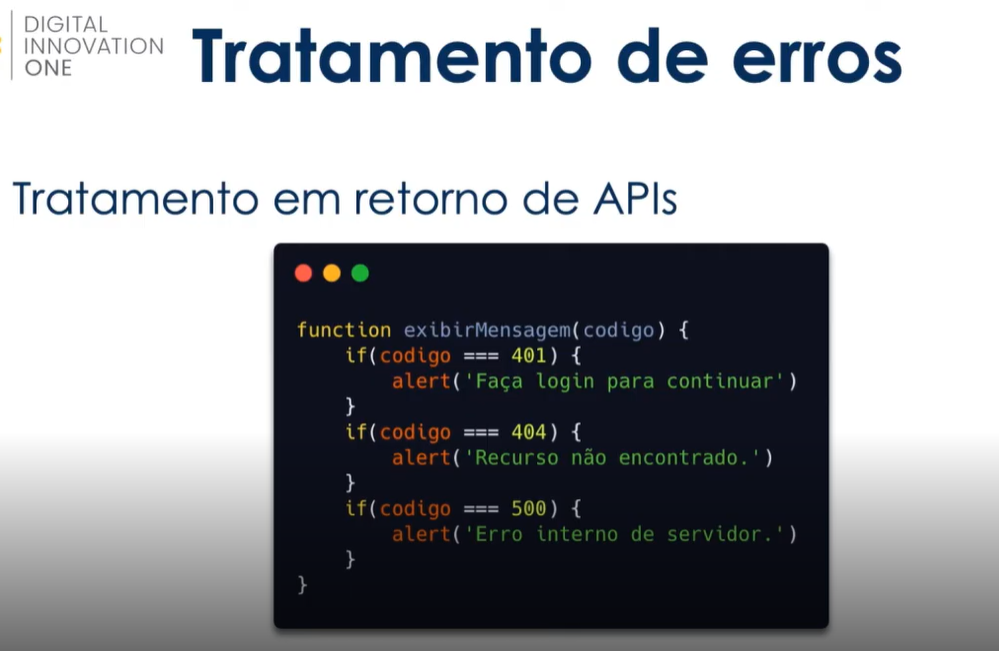 DIGITAL
INNOVATION
ONE
Tratamento de erros
Tratamento em retorno de APIs
function exibirMensagem(codigo) {
    if(codigo === 401) {
        alert('Faça login para continuar')
    }
    if(codigo === 404) {
        alert('Recurso não encontrado.')
    }
    if(codigo === 500) {
        alert('Erro interno de servidor.')
    }
}